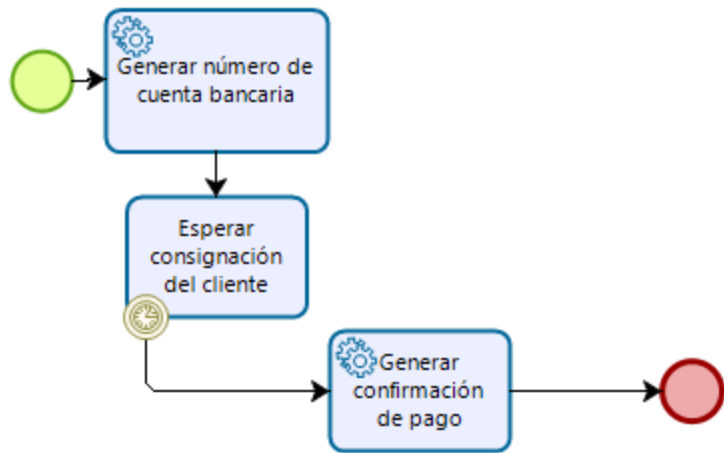 Generar número de
cuenta bancaria
Esperar
consignación
del cliente
Generar
confirmación
de pago